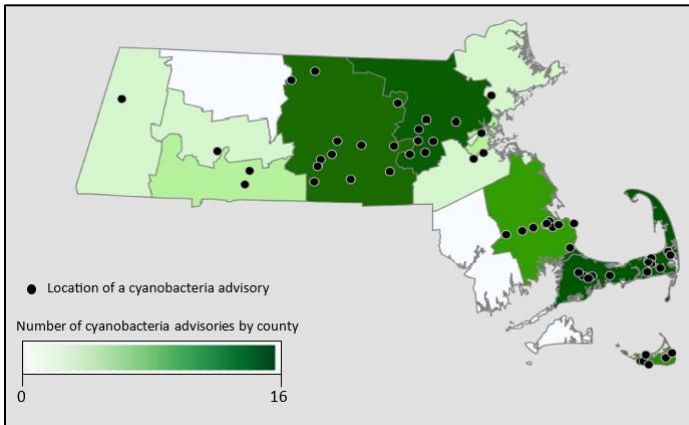 Location of a cyanobacteria advisory
Number of cyanobacteria advisories by county
0
16